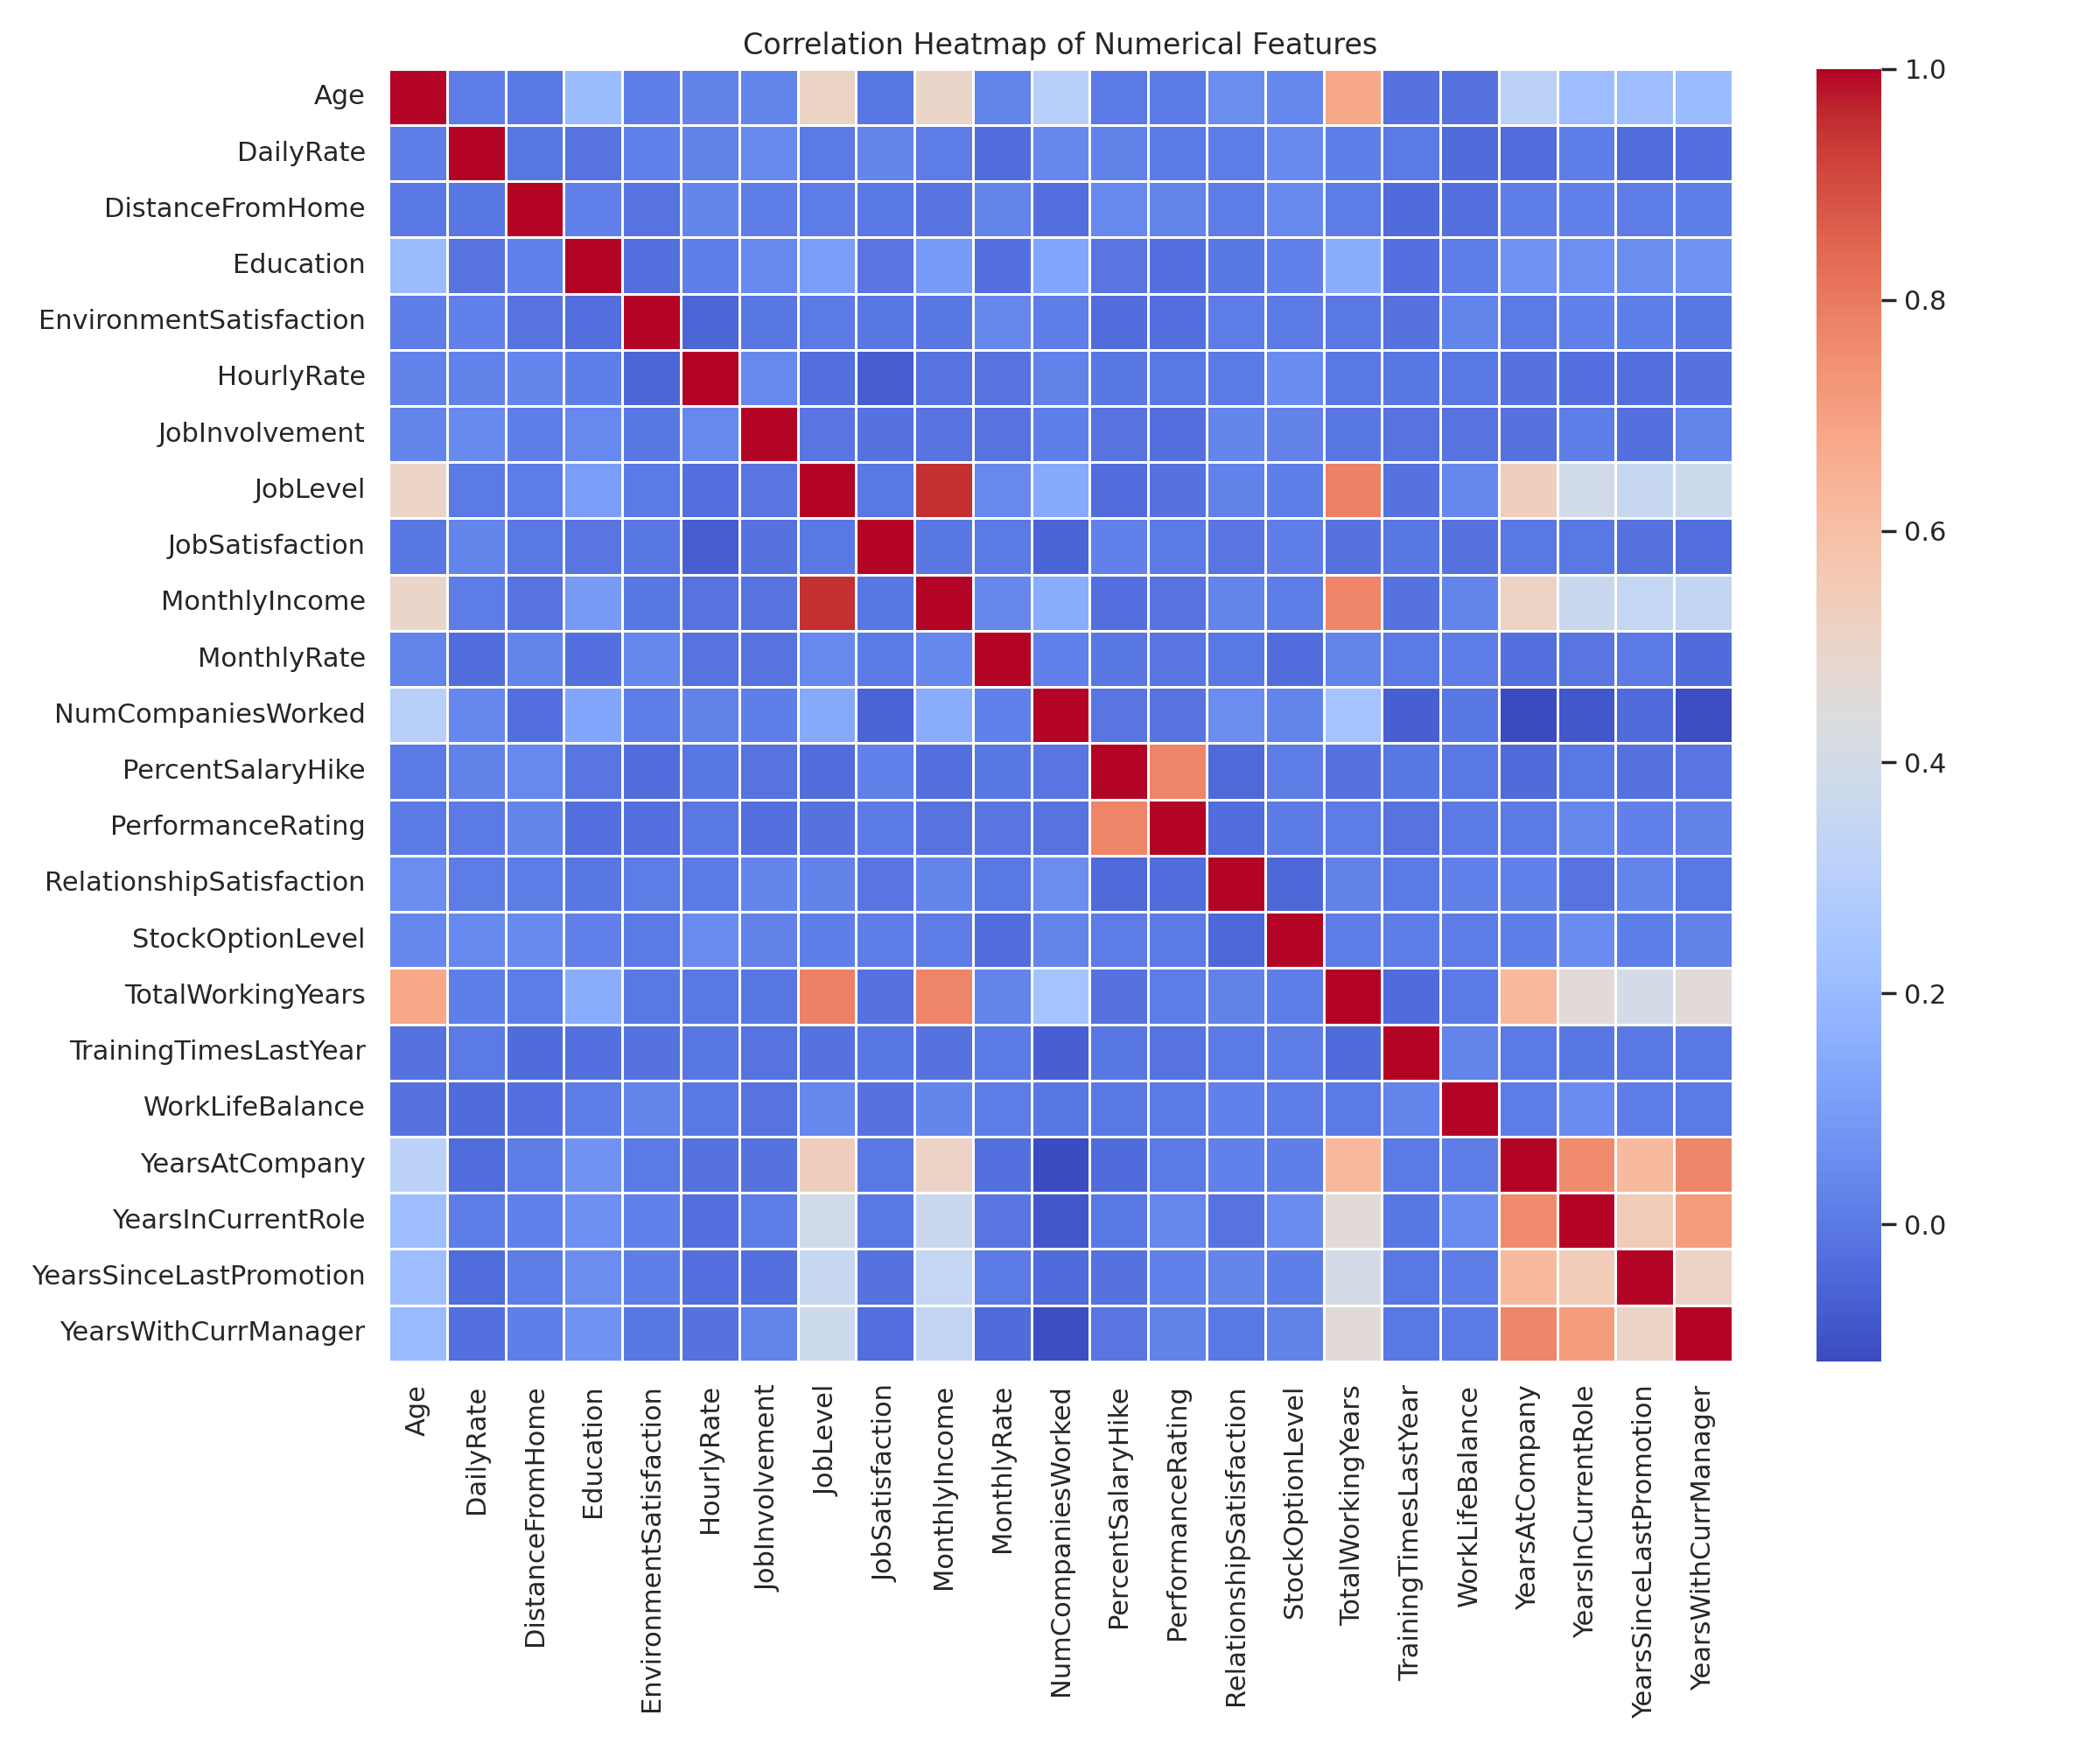 Correlation Heatmap of Numerical Features
Age
DailyRate
DistanceFromHome
Education
EnvironmentSatisfaction
HourlyRate
JobInvolvement
JobLevel
JobSatisfaction
MonthlyIncome
MonthlyRate
NumCompaniesWorked
PercentSalaryHike
PerformanceRating
RelationshipSatisfaction
StockOptionLevel
TotalWorkingYears
TrainingTimesLastYear
WorkLifeBalance
YearsAtCompany
YearsInCurrentRole
YearsSinceLastPromotion
YearsWithCurrManager
Age
DailyRate
DistanceFromHome
Education
EnvironmentSatisfaction
HourlyRate
JobInvolvement
JobLevel
JobSatisfaction
MonthlyIncome
MonthlyRate
NumCompaniesWorked
PercentSalaryHike
PerformanceRating
RelationshipSatisfaction
StockOptionLevel
TotalWorkingYears
TrainingTimesLastYear
WorkLifeBalance
YearsAtCompany
YearsInCurrentRole
YearsSinceLastPromotion
YearsWithCurrManager
1.0
0.8
0.6
0.4
0.2
0.0